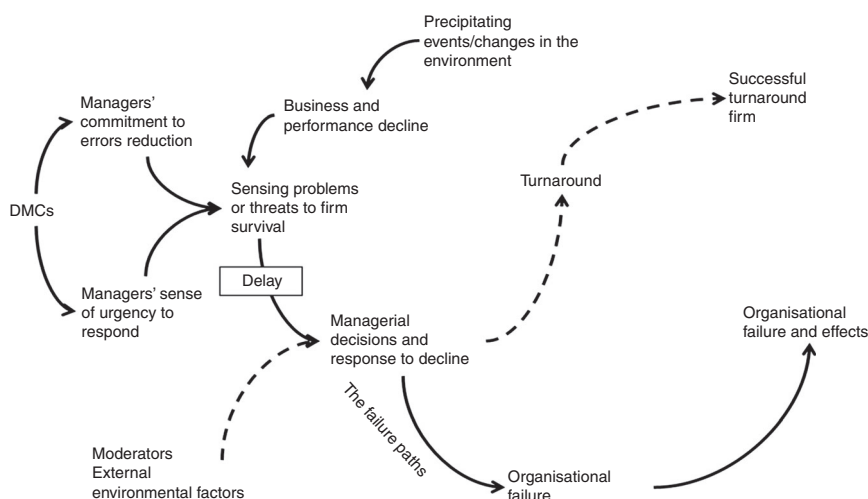 Precipitating
events/changes in the
environment
Successful
turnaround
firm
Managers'
commitment to
errors reduction
Business and
performance decline
Turnaround
DMCs
Sensing problems
or threats to firm
survival
Managers' sense
of urgency to
respond
Delay
Managerial
decisions and
response to decline
Organisational
failure and effects
The failure paths
Moderators
External
environmental factors
Organisational
failure